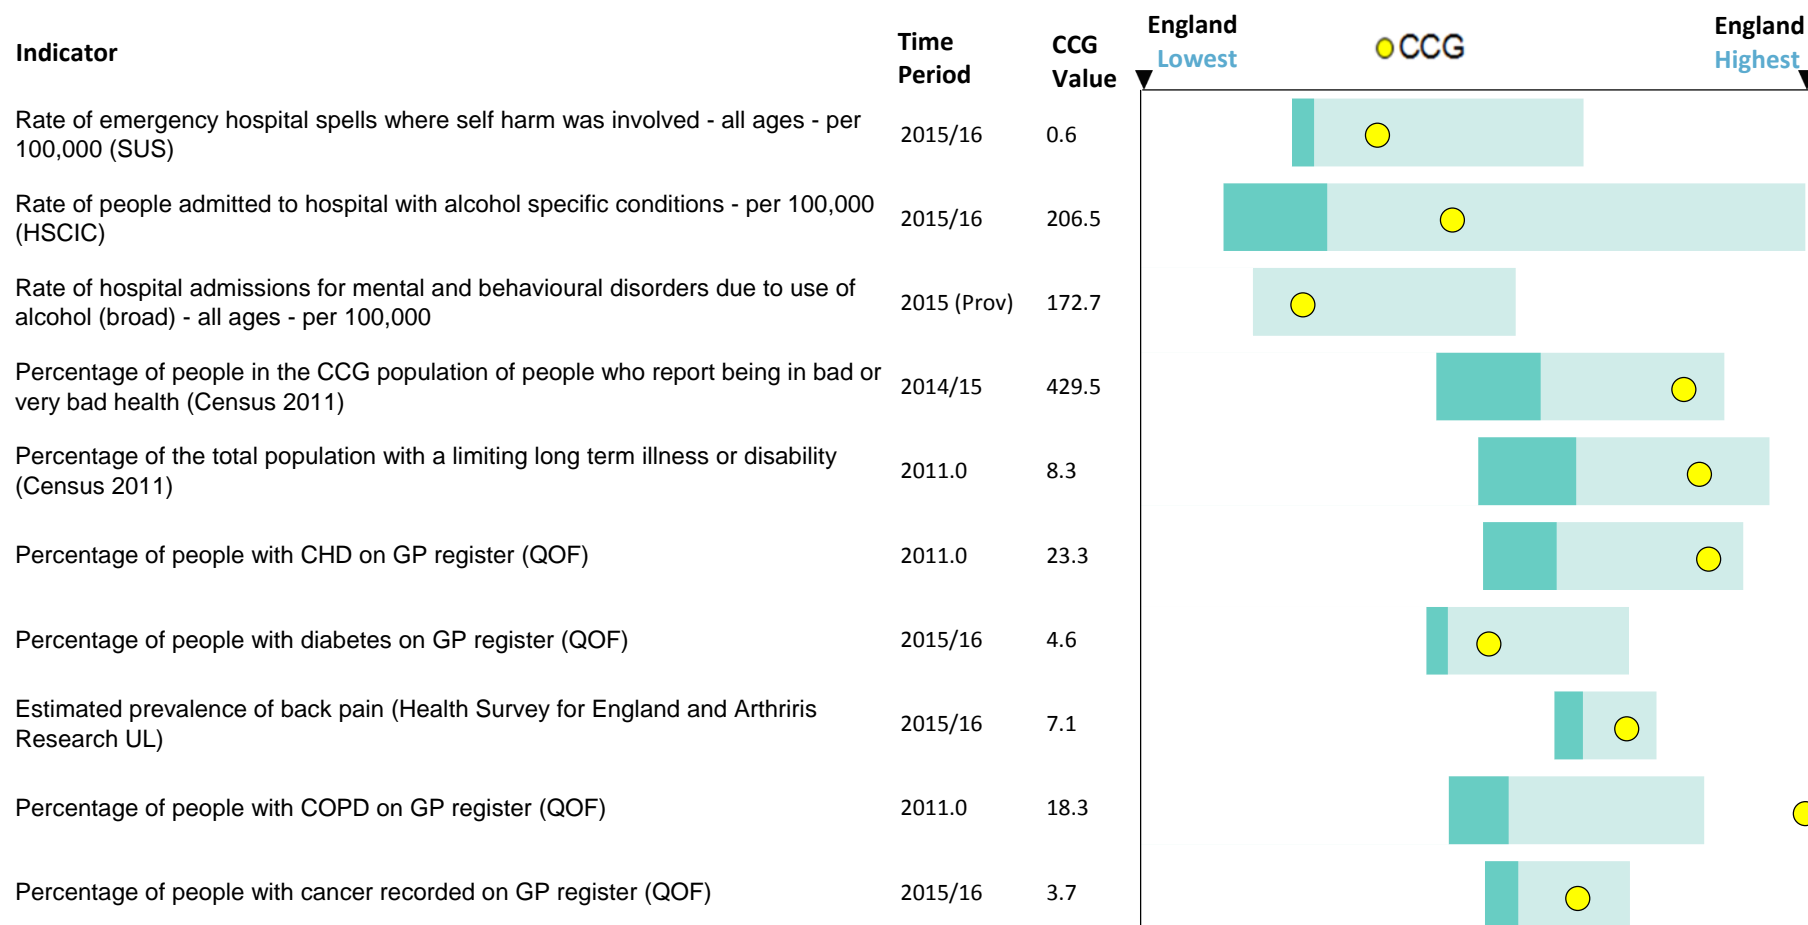 Indicator
Time
Period
CCG
Value
England
Lowest
CCG
England
Highest
Rate of emergency hospital spells where self harm was involved - all ages - per
100,000 (SUS)
2015/16
0.6
Rate of people admitted to hospital with alcohol specific conditions - per 100,000
(HSCIC)
2015/16
206.5
Rate of hospital admissions for mental and behavioural disorders due to use of
alcohol (broad) - all ages - per 100,000
2015 (Prov)
172.7
Percentage of people in the CCG population of people who report being in bad or
very bad health (Census 2011)
2014/15
429.5
Percentage of the total population with a limiting long term illness or disability
(Census 2011)
2011.0
8.3
Percentage of people with CHD on GP register (QOF)
2011.0
23.3
Percentage of people with diabetes on GP register (QOF)
2015/16
4.6
Estimated prevalence of back pain (Health Survey for England and Arthriris
Research UL)
2015/16
7.1
Percentage of people with COPD on GP register (QOF)
2011.0
18.3
Percentage of people with cancer recorded on GP register (QOF)
2015/16
3.7